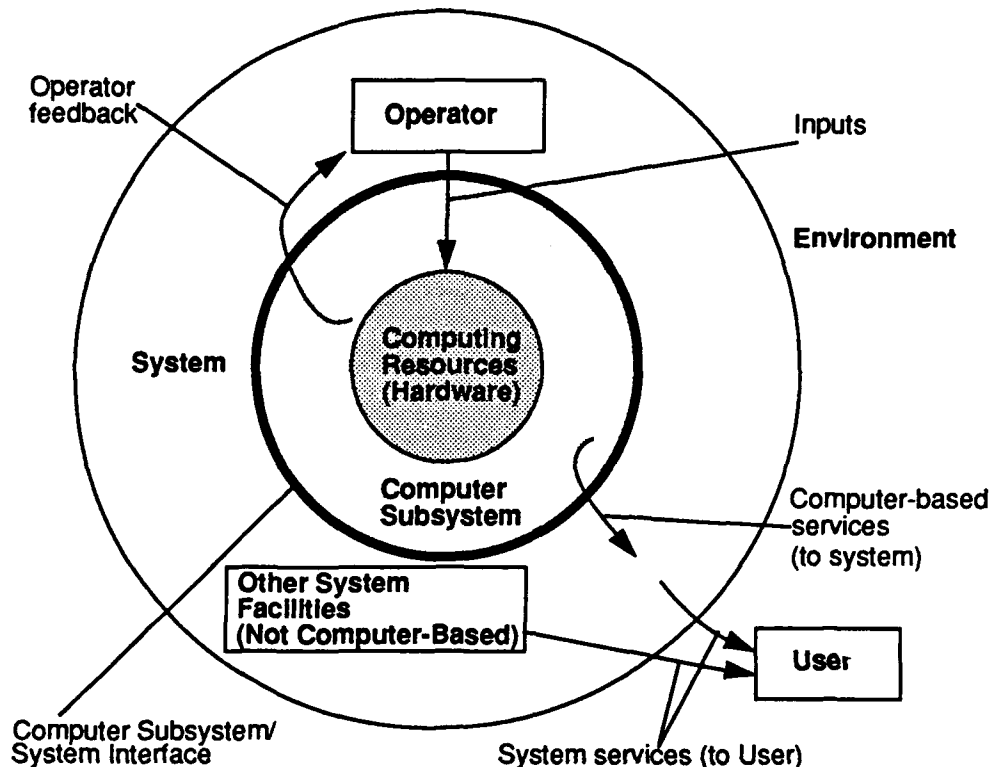 Operator
feedback
Operator
Inputs
Environment
System
Computing
Resources
(Hardware)
Computer
Subsystem
Computer-based
services
(to system)
Other System
Facilities
(Not Computer-Based)
User
Computer Subsystem/
System Interface
System services (to User)